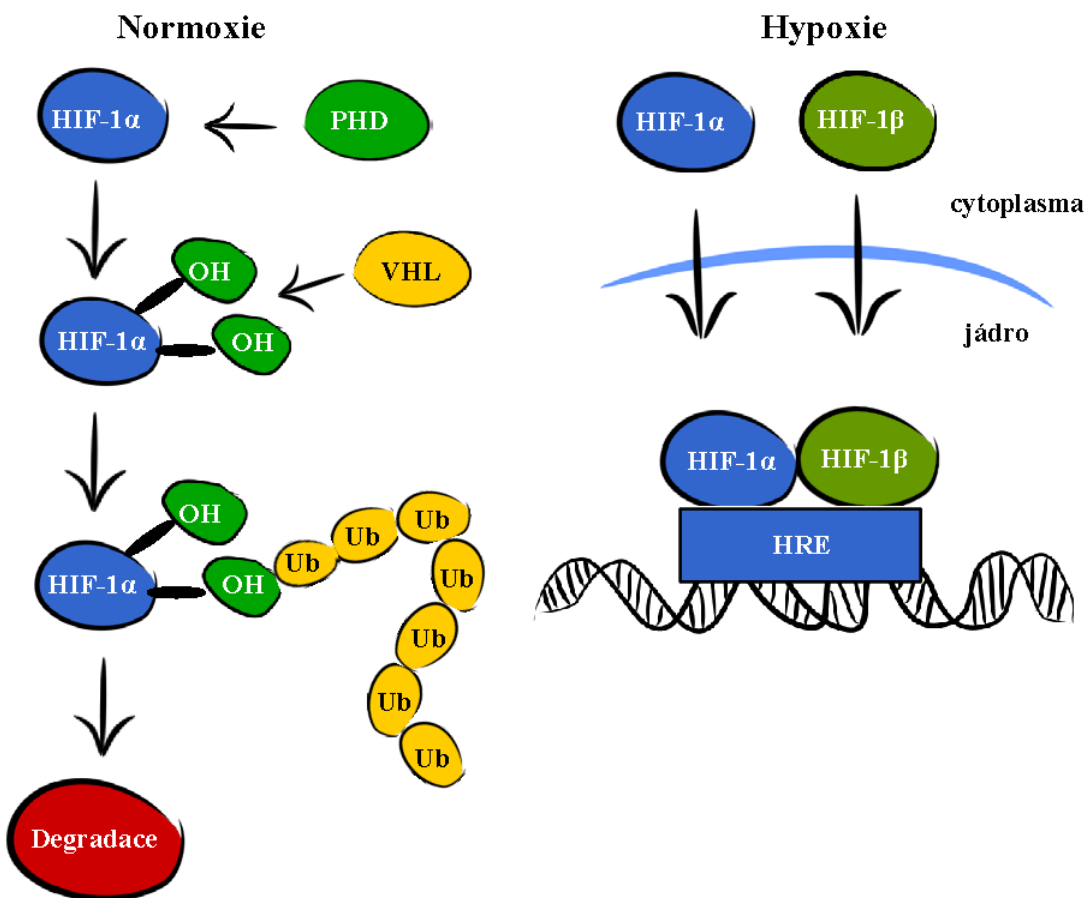 Normoxie
HIF-1α
PHD
OH
VHL
HIF-1α
OH
OH
HIF-1α
OH
Ub
Ub
Ub
Ub
Ub
Ub
Ub
Degradace
Hypoxie
HIF-1α
HIF-1β
cytoplasma
jádro
HIF-1α
HIF-1β
HRE